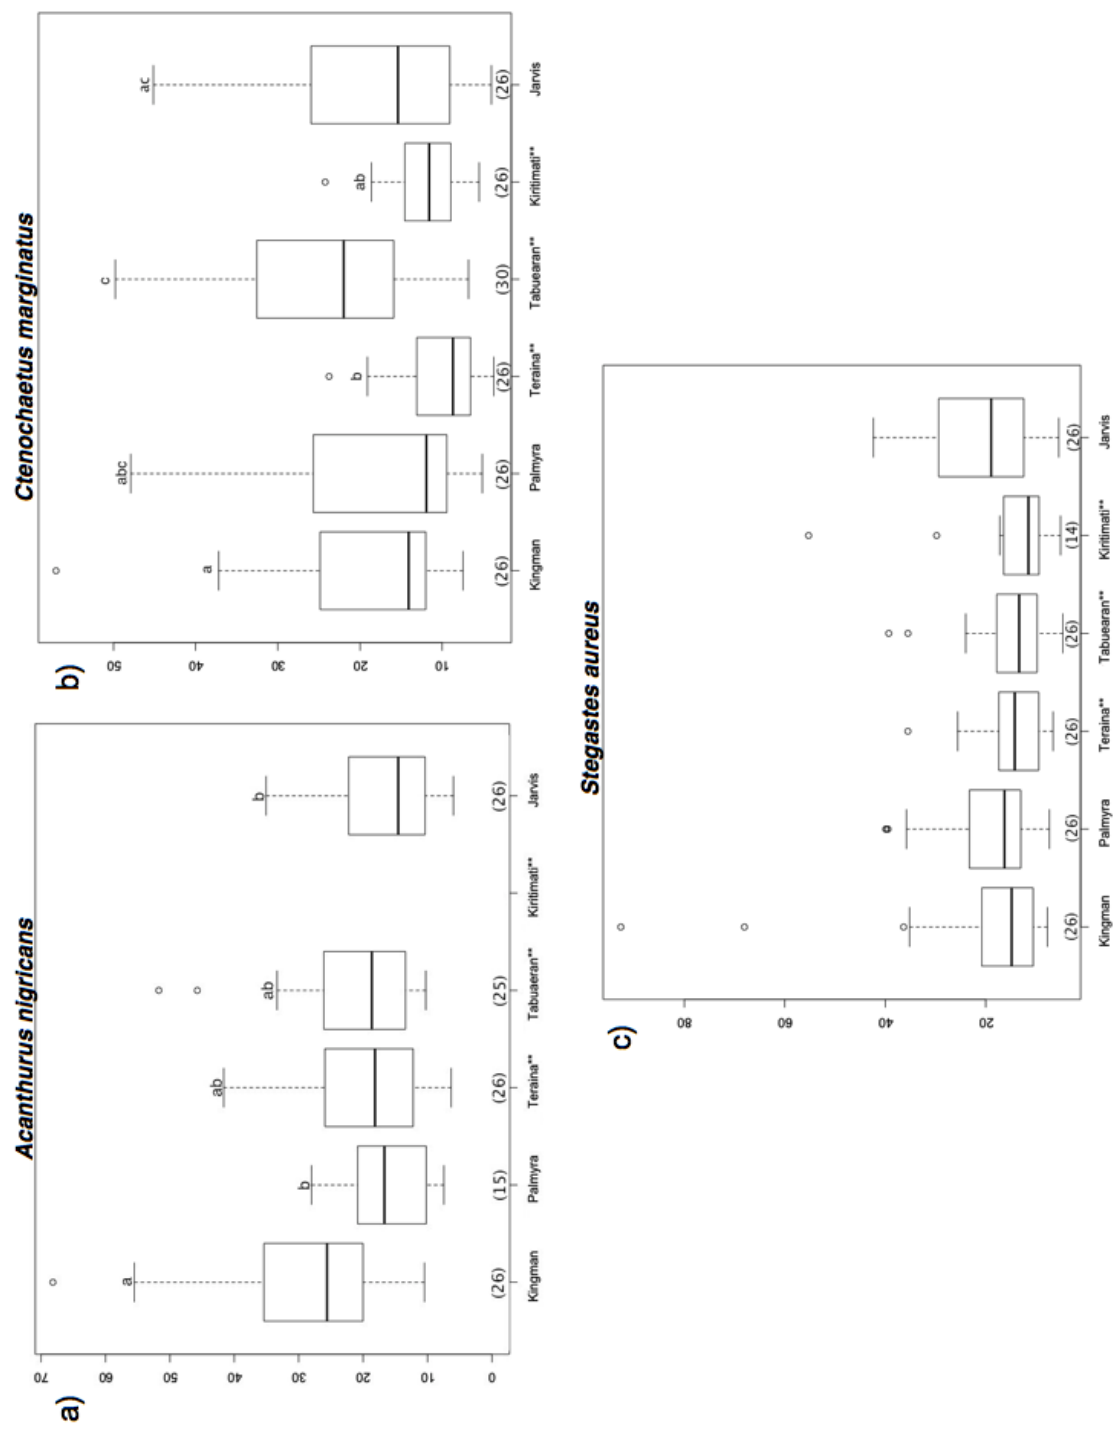 a)
Acanthurus nigricans
70
60
50
40
30
20
10
0
a
b
ab
ab
b
(26)
(15)
(26)
(25)
(26)
Kingman
Palmyra
Teraina**
Tabuaeran**
Kiritimati**
Jarvis
b)
Ctenochaetus marginatus
50
40
30
20
10
a
abc
b
c
ab
ac
(26)
(26)
(26)
(30)
(26)
(26)
Kingman
Palmyra
Teraina**
Tabuearan**
Kiritimati**
Jarvis
c)
Stegastes aureus
80
60
40
20
(26)
(26)
(26)
(26)
(14)
(26)
Kingman
Palmyra
Teraina**
Tabuearan**
Kiritimati**
Jarvis